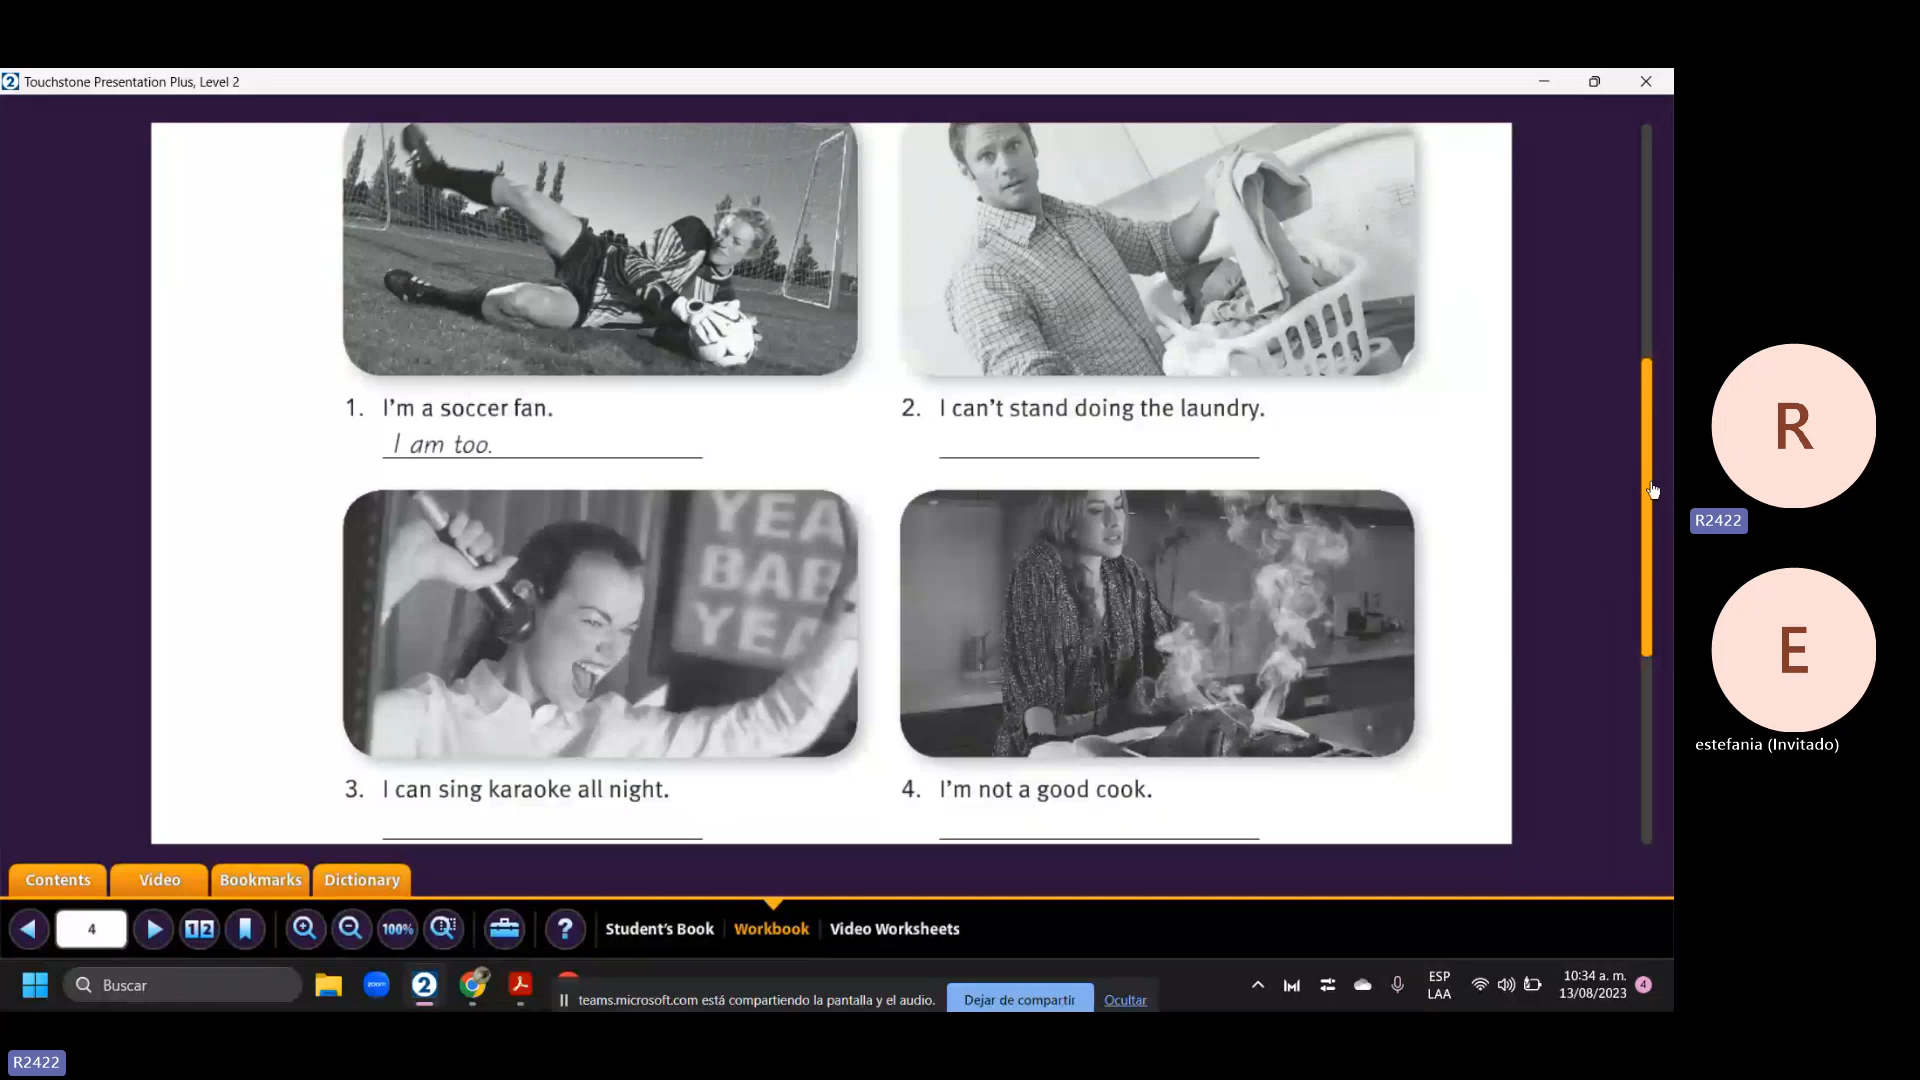 Touchstone Presentation Plus, Level 2
1. I'm a soccer fan.
I am too.
2. I can't stand doing the laundry.
YEA
BAB
YEA
3. I can sing karaoke all night.
4. I'm not a good cook.
R
R2422
E
estefania (Invitado)
Contents Video Bookmarks Dictionary
4 12 100% ? Student's Book Workbook Video Worksheets
Buscar zoom 2 teams.microsoft.com está compartiendo la pantalla y el audio. Dejar de compartir Ocultar
ESP
LAA
10:34 a. m.
13/08/2023
4
R2422